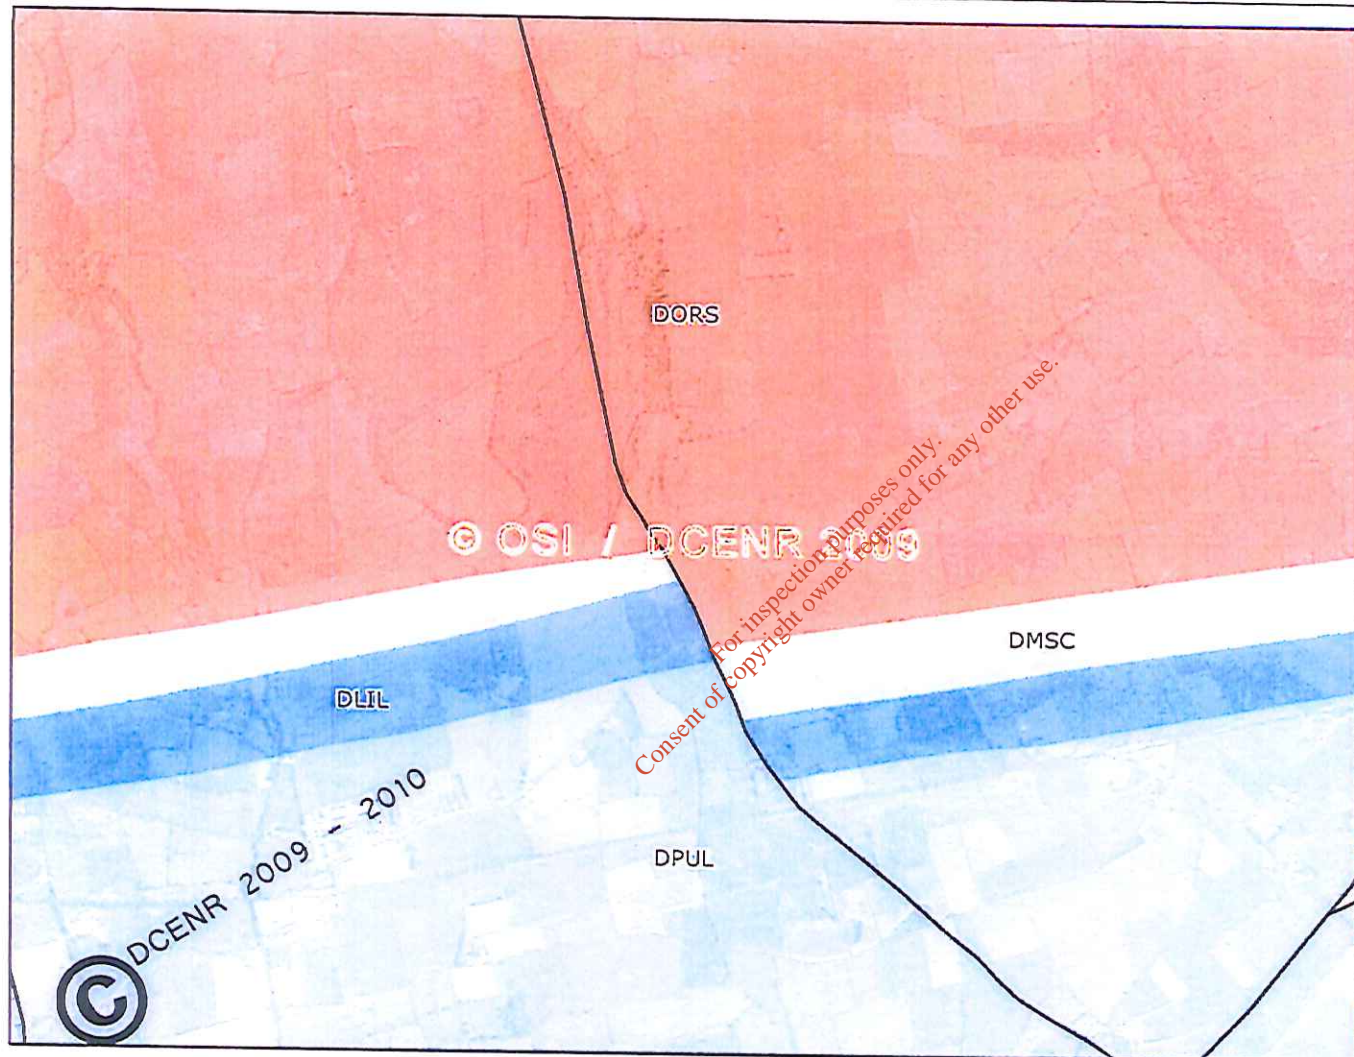 DORS
© OSI / DCENR 2009
For inspection purposes only.
Consent of copyright owner required for any other use.
DMSC
DLIL
DCENR 2009 - 2010
DPUL
©